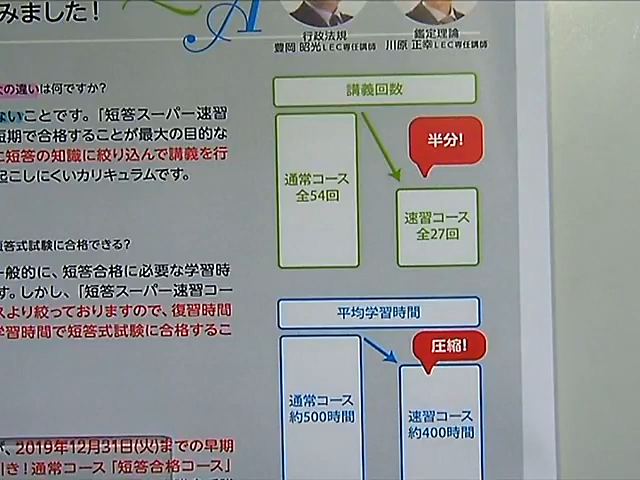 みました!
行政法規
豊岡 昭光LEC専任講師
鑑定理論
川原 正幸LEC専任講師
の違いは何ですか?
ないことです。「短答スーパー速習
短期で合格することが最大の目的な
に短答の知識に絞り込んで講義を行
起こしにくいカリキュラムです。
短答式試験に合格できる?
一般的に、短答合格に必要な学習時
す。しかし、「短答スーパー速習コー
スより絞っておりますので、復習時間
学習時間で短答式試験に合格するこ
が、2019年12月31日(火)までの早期
引き!通常コース「短答合格コース」
講義回数
半分!
通常コース
全54回
速習コース
全27回
平均学習時間
圧縮!
通常コース
約500時間
速習コース
約400時間